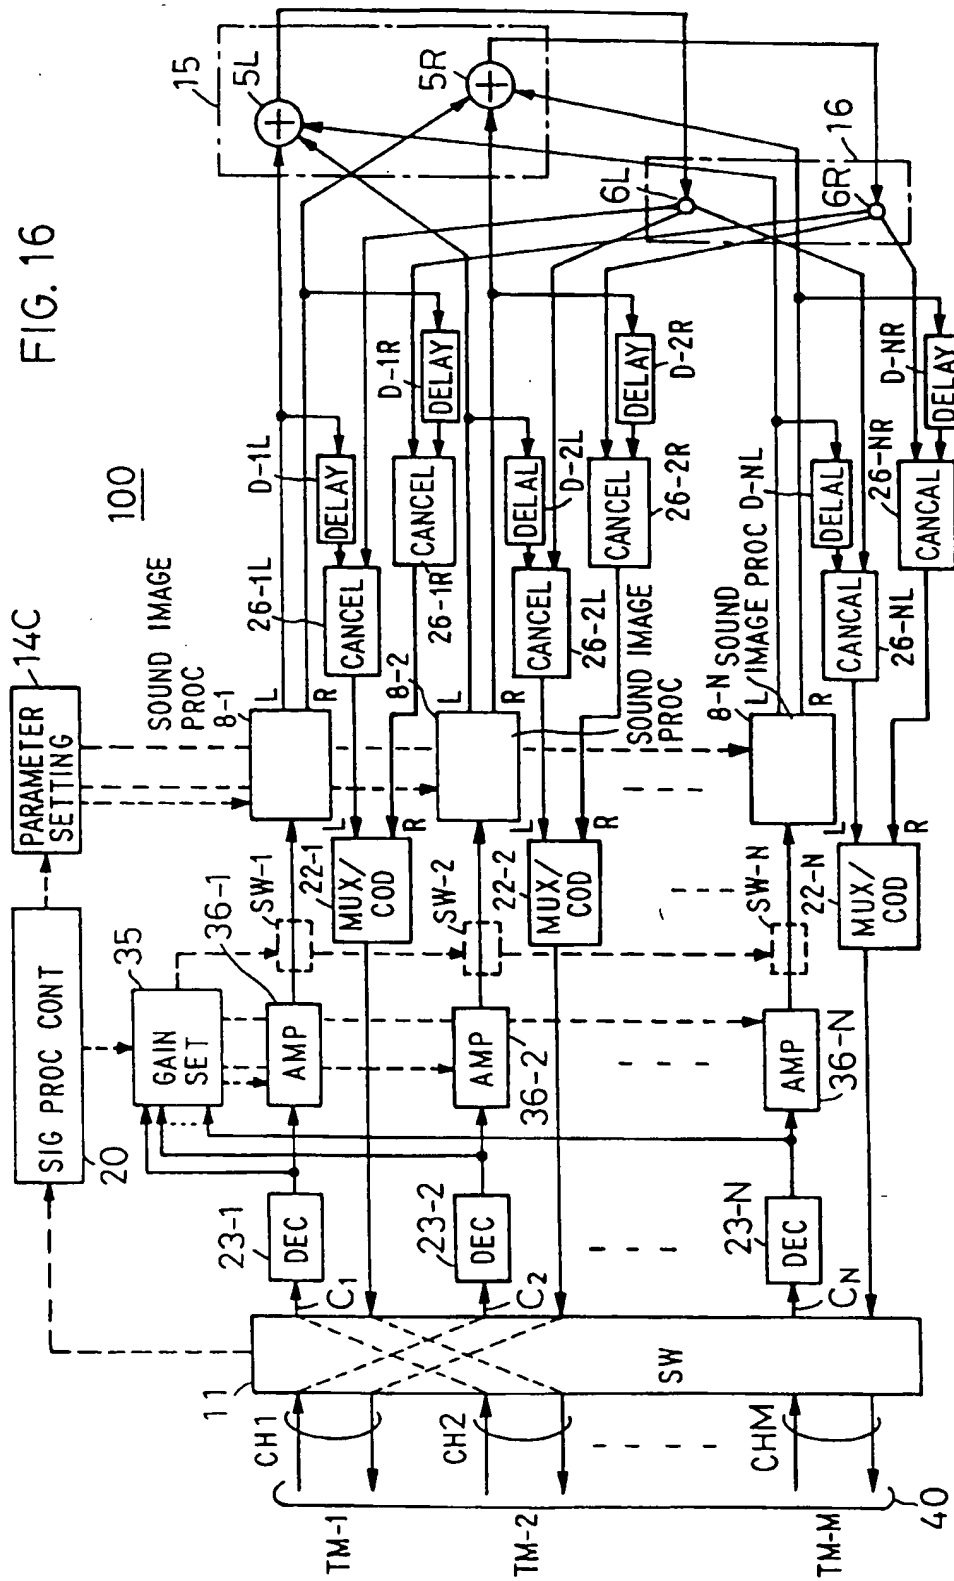 FIG. 16
100
SIG PROC CONT
20
PARAMETER
SETTING
14C
35
GAIN
SET
15
5L
5R
16
6L
6R
SOUND IMAGE
PROC
8-1
L
R
D-1L
DELAY
26-1L
CANCEL
D-1R
DELAY
CANCEL
26-1R
SW-1
36-1
AMP
22-1
MUX/
COD
L
R
23-1
DEC
C1
8-2
L
R
SOUND IMAGE
PROC
DELAL
D-2L
CANCEL
26-2L
DELAY
D-2R
CANCEL
26-2R
SW-2
AMP
36-2
22-2
MUX/
COD
L
R
23-2
DEC
C2
8-N SOUND
IMAGE PROC
L
R
D-NL
DELAL
CANCAL
26-NL
D-NR
DELAY
26-NR
CANCAL
SW-N
AMP
36-N
22-N
MUX/
COD
L
R
23-N
DEC
CN
11
SW
CH1
CH2
CHM
TM-1
TM-2
TM-M
40